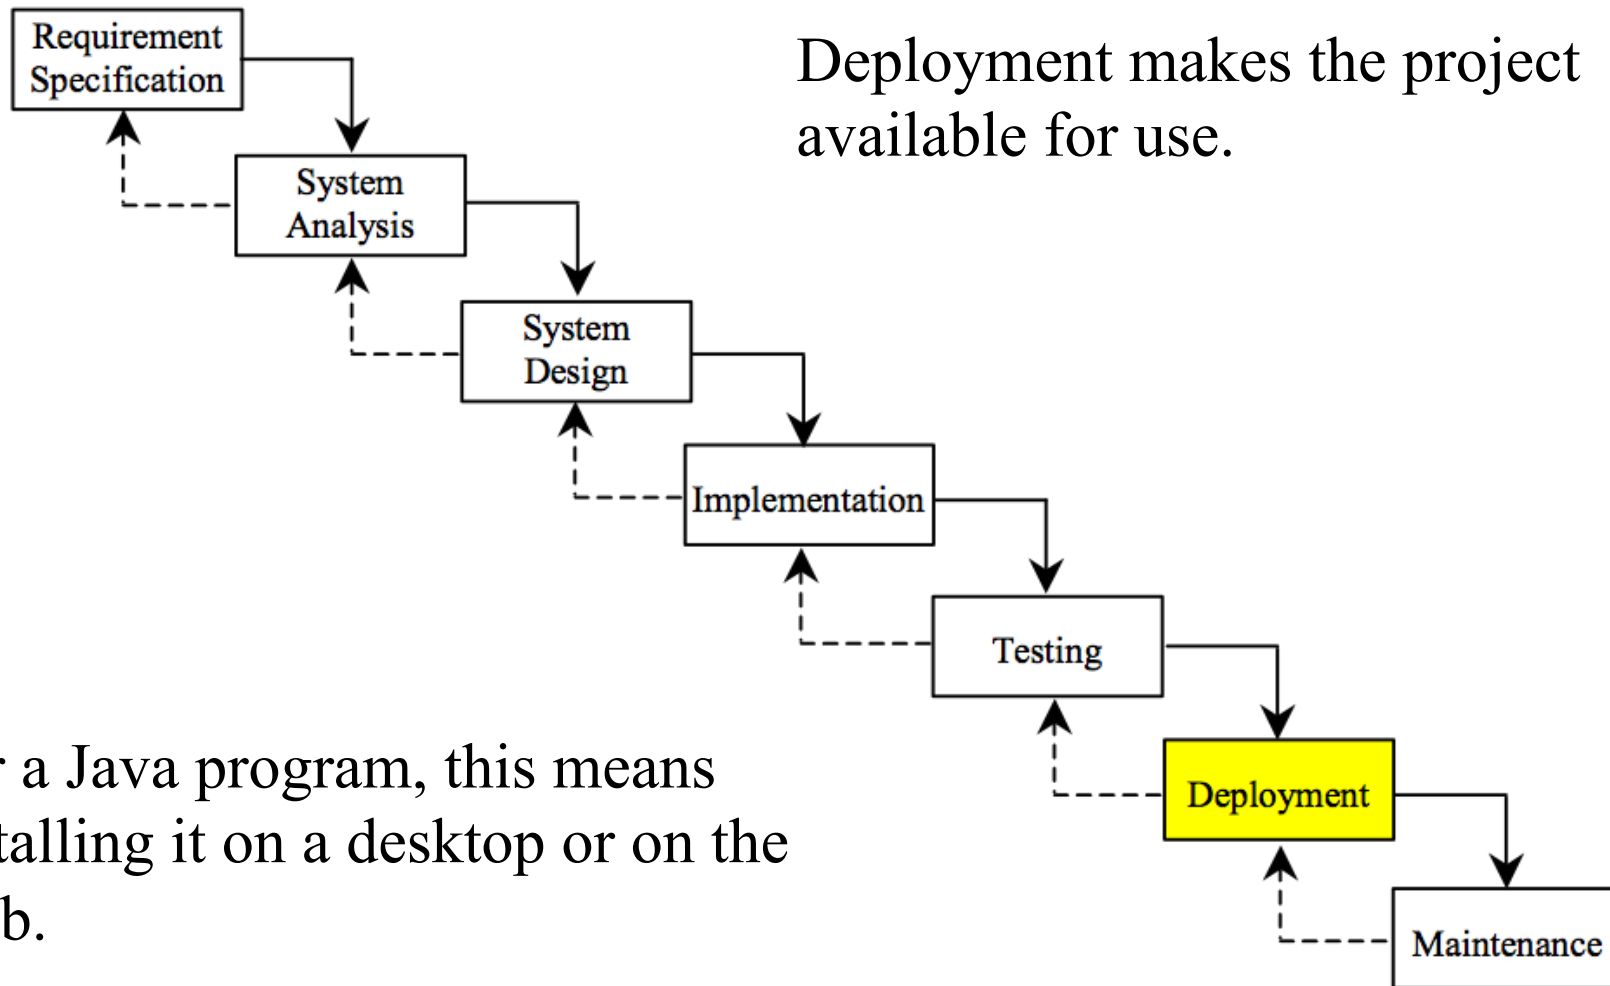 Requirement
Specification
Deployment makes the project
available for use.
System
Analysis
System
Design
Implementation
Testing
a Java program, this means
Deployment
talling it on a desktop or on the
b.
Maintenance